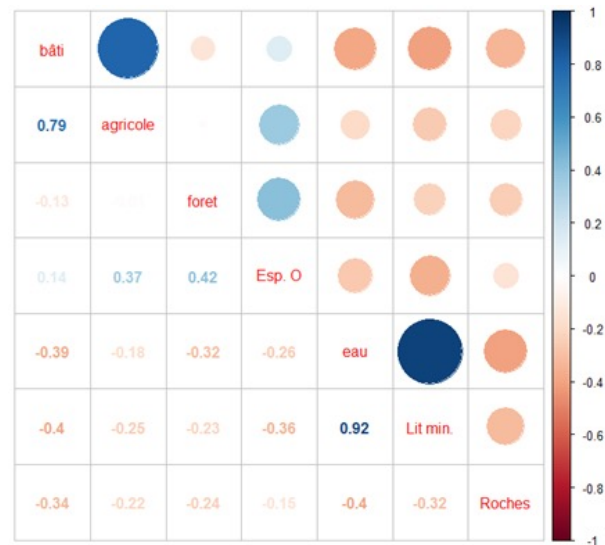 bâti
0.79 agricole
-0.13 foret
0.14 0.37 0.42 Esp. O
-0.39 -0.18 -0.32 -0.26 eau
-0.4 -0.25 -0.23 -0.36 0.92 Lit min.
-0.34 -0.22 -0.24 -0.15 -0.4 -0.32 Roches
1
0.8
0.6
0.4
0.2
0
-0.2
-0.4
-0.6
-0.8
-1